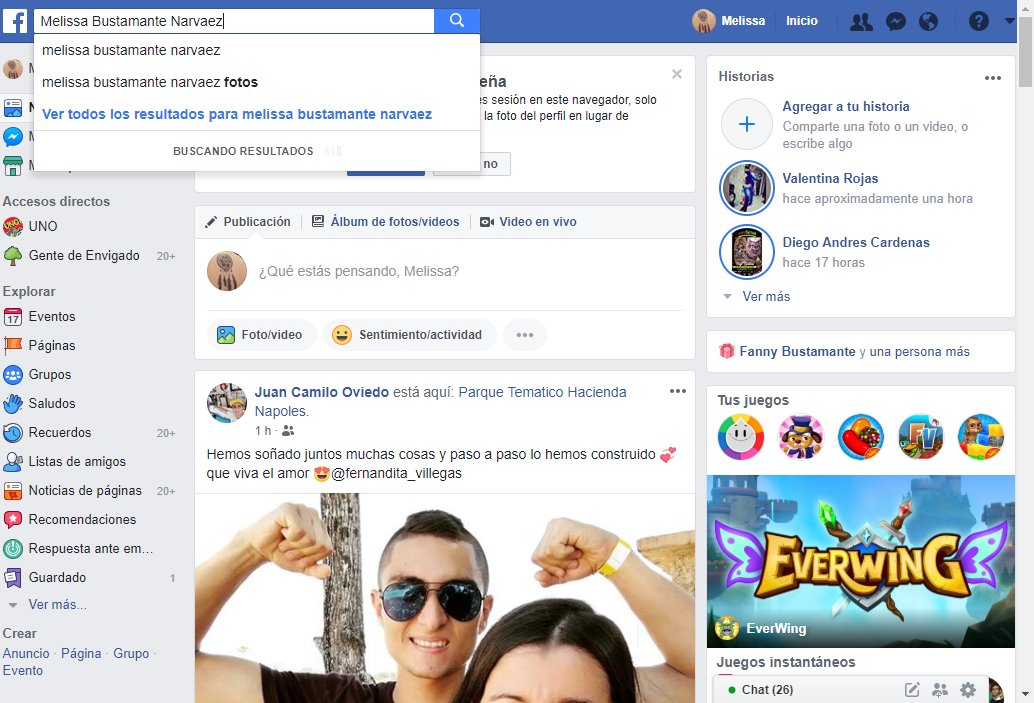 Melissa Bustamante Narvaez
Melissa
Inicio
melissa bustamante narvaez
melissa bustamante narvaez fotos
Ver todos los resultados para melissa bustamante narvaez
BUSCANDO RESULTADOS
M
N
M
M
eña
es sesión en este navegador, solo
la foto del perfil en lugar de
no
Accesos directos
UNO
Gente de Envigado 20+
Explorar
17 Eventos
Páginas
Grupos
Saludos
Recuerdos 20+
Listas de amigos
Noticias de páginas 20+
Recomendaciones
Respuesta ante em...
Guardado 1
Ver más...
Crear
Anuncio · Página · Grupo ·
Evento
Publicación
Álbum de fotos/videos
Video en vivo
¿Qué estás pensando, Melissa?
Foto/video
Sentimiento/actividad
Juan Camilo Oviedo está aquí: Parque Tematico Hacienda
Napoles.
1 h ·
Hemos soñado juntos muchas cosas y paso a paso lo hemos construido 💞
que viva el amor 😍@fernandita_villegas
Historias
Agregar a tu historia
Comparte una foto o un video, o
escribe algo
Valentina Rojas
hace aproximadamente una hora
Diego Andres Cardenas
hace 17 horas
Ver más
Fanny Bustamante y una persona más
Tus juegos
FV
EVERWING
EverWing
Juegos instantáneos
Chat (26)